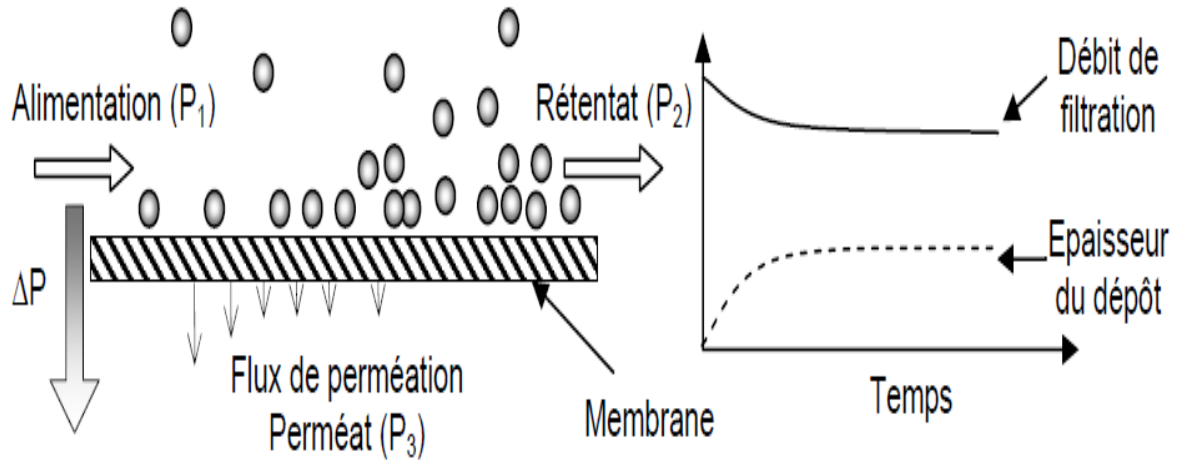 Alimentation (P₁)
Rétentat (P₂)
ΔP
Flux de perméation
Perméat (P₃)
Membrane
Débit de
filtration
Epaisseur
du dépôt
Temps